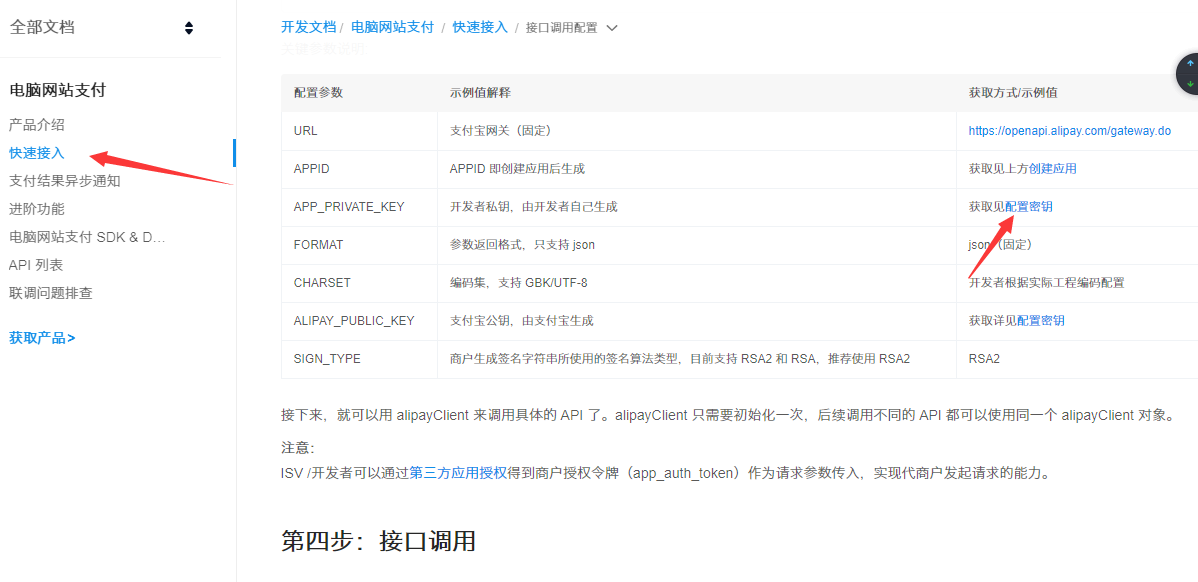 全部文档
电脑网站支付
产品介绍
快速接入
支付结果异步通知
进阶功能
电脑网站支付 SDK & D...
API 列表
联调问题排查
获取产品>
开发文档 / 电脑网站支付 / 快速接入 / 接口调用配置
关键参数说明
配置参数 示例值解释 获取方式/示例值
URL 支付宝网关（固定） https://openapi.alipay.com/gateway.do
APPID APPID 即创建应用后生成 获取见上方创建应用
APP_PRIVATE_KEY 开发者私钥，由开发者自己生成 获取见配置密钥
FORMAT 参数返回格式，只支持 json json（固定）
CHARSET 编码集，支持 GBK/UTF-8 开发者根据实际工程编码配置
ALIPAY_PUBLIC_KEY 支付宝公钥，由支付宝生成 获取详见配置密钥
SIGN_TYPE 商户生成签名字符串所使用的签名算法类型，目前支持 RSA2 和 RSA，推荐使用 RSA2 RSA2
接下来，就可以用 alipayClient 来调用具体的 API 了。alipayClient 只需要初始化一次，后续调用不同的 API 都可以使用同一个 alipayClient 对象。
注意：
ISV /开发者可以通过第三方应用授权得到商户授权令牌（app_auth_token）作为请求参数传入，实现代商户发起请求的能力。
第四步：接口调用